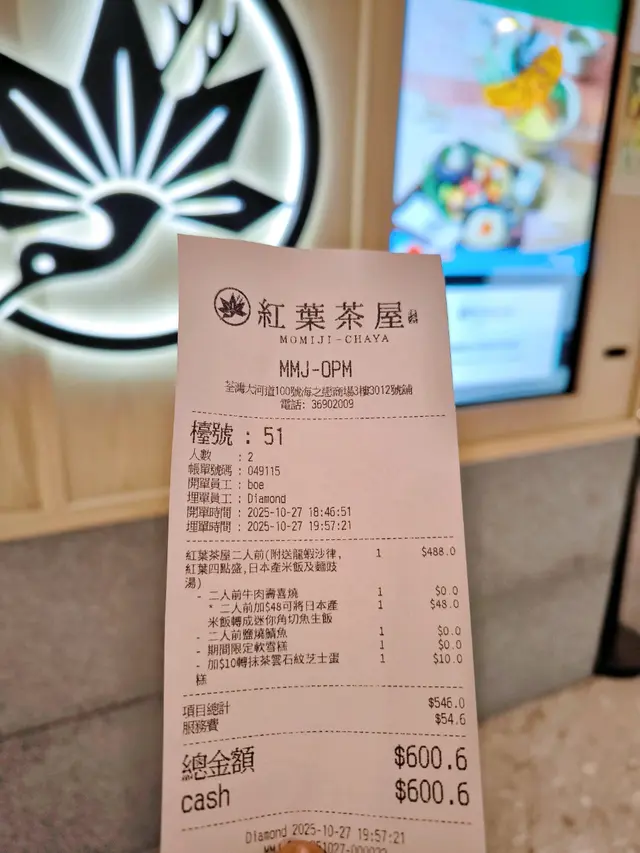 紅葉茶屋
MOMIJI-CHAYA
MMJ-OPM
荃灣大河道100號海之戀商場3樓3012號舖
電話: 36902009
檯號 : 51
人數 : 2
帳單號碼 : 049115
開單員工 : boe
埋單員工 : Diamond
開單時間 : 2025-10-27 18:46:51
埋單時間 : 2025-10-27 19:57:21
紅葉茶屋二人前(附送龍蝦沙律, 1 $488.0
紅葉四點盛,日本產米飯及麵豉
湯)
- 二人前牛肉壽喜燒 1 $0.0
* 二人前加$48可將日本產 1 $48.0
米飯轉成迷你角切魚生飯
- 二人前鹽燒鯖魚 1 $0.0
- 期間限定軟雪糕 1 $0.0
- 加$10轉抹茶雲石紋芝士蛋 1 $10.0
糕
項目總計 $546.0
服務費 $54.6
總金額 $600.6
cash $600.6
Diamond 2025-10-27 19:57:21